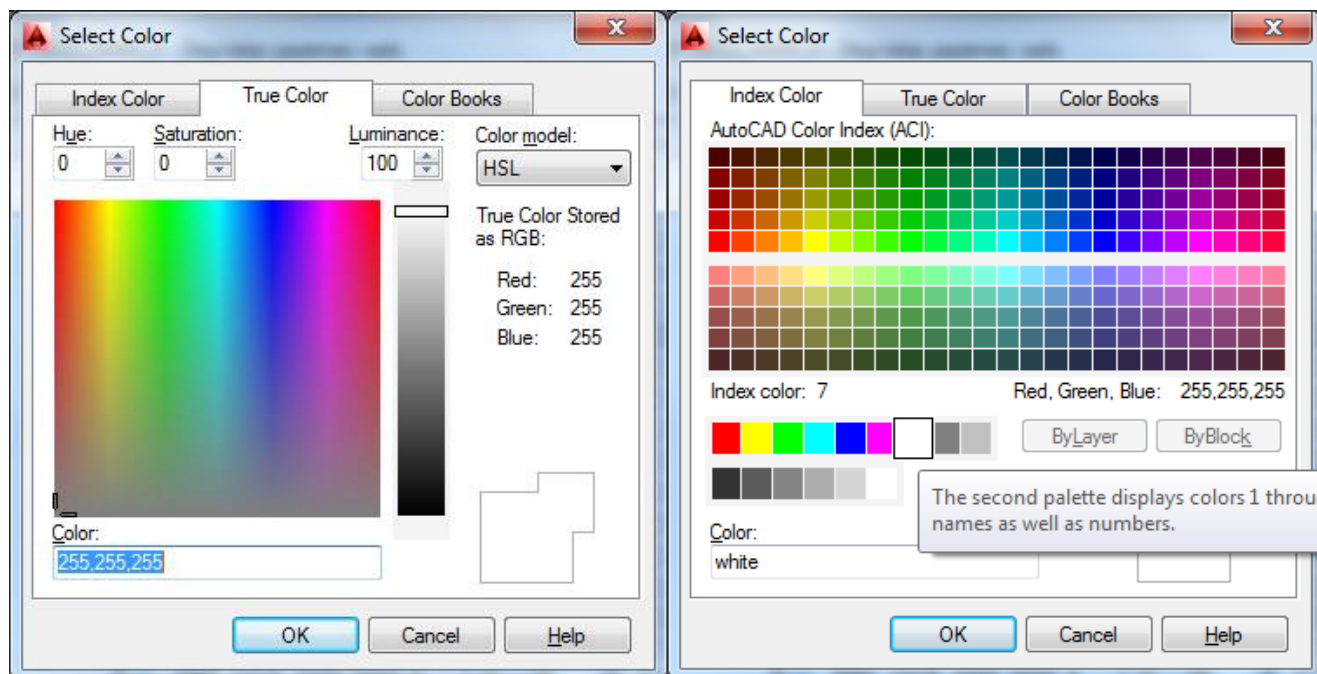 Select Color
Index Color True Color Color Books
Hue: Saturation: Luminance: Color model:
0 0 100 HSL
True Color Stored
as RGB:
Red: 255
Green: 255
Blue: 255
Color:
255,255,255
OK Cancel Help
Select Color
Index Color True Color Color Books
AutoCAD Color Index (ACI):
Index color: 7 Red, Green, Blue: 255,255,255
ByLayer ByBlock
The second palette displays colors 1 throu
names as well as numbers.
Color:
white
OK Cancel Help